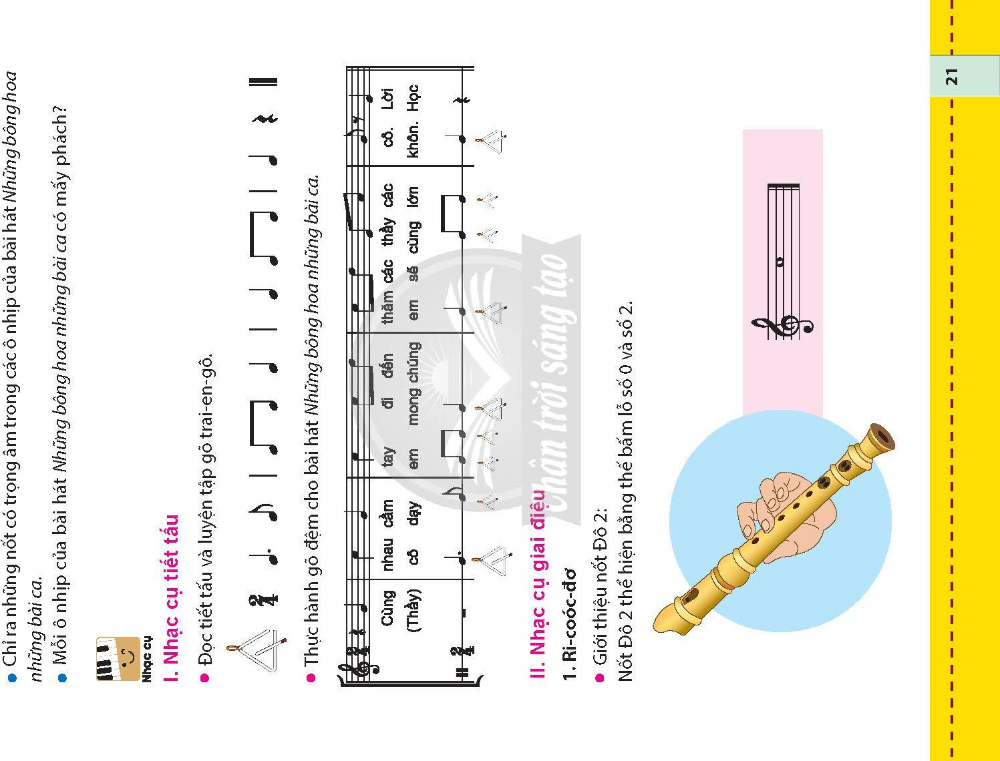 • Chỉ ra những nốt có trọng âm trong các ô nhịp của bài hát Những bông hoa
những bài ca.
• Mỗi ô nhịp của bài hát Những bông hoa những bài ca có mấy phách?
Nhạc cụ
I. Nhạc cụ tiết tấu
• Đọc tiết tấu và luyện tập gõ trai-en-gô.
2
4
• Thực hành gõ đệm cho bài hát Những bông hoa những bài ca.
2
4
Cùng nhau cầm tay đi đến thăm các thầy các cô. Lời
(Thầy) cô dạy em mong chúng em sẽ cùng lớn khôn. Học
2
4
Chân trời sáng tạo
II. Nhạc cụ giai điệu
1. Ri-coóc-đơ
• Giới thiệu nốt Đô 2:
Nốt Đô 2 thể hiện bằng thế bấm lỗ số 0 và số 2.
21